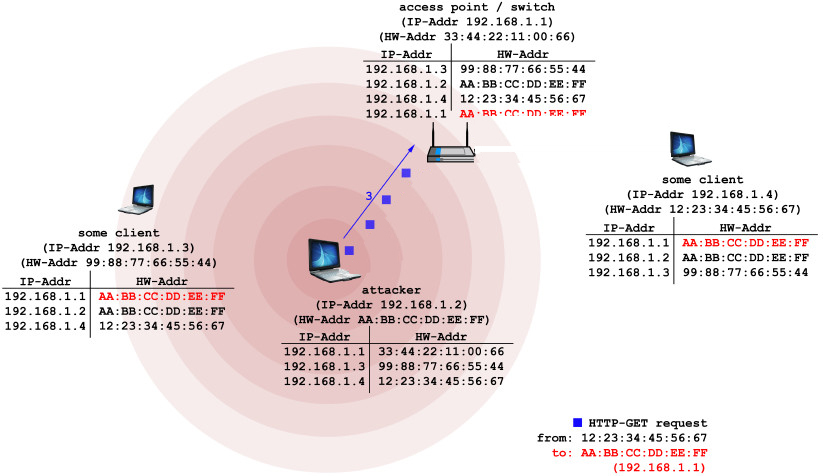 access point / switch
(IP-Addr 192.168.1.1)
(HW-Addr 33:44:22:11:00:66)
IP-Addr HW-Addr
192.168.1.3 99:88:77:66:55:44
192.168.1.2 AA:BB:CC:DD:EE:FF
192.168.1.4 12:23:34:45:56:67
192.168.1.1 AA:BB:CC:DD:EE:FF
3
some client
(IP-Addr 192.168.1.4)
(HW-Addr 12:23:34:45:56:67)
IP-Addr HW-Addr
192.168.1.1 AA:BB:CC:DD:EE:FF
192.168.1.2 AA:BB:CC:DD:EE:FF
192.168.1.3 99:88:77:66:55:44
some client
(IP-Addr 192.168.1.3)
(HW-Addr 99:88:77:66:55:44)
IP-Addr HW-Addr
192.168.1.1 AA:BB:CC:DD:EE:FF
192.168.1.2 AA:BB:CC:DD:EE:FF
192.168.1.4 12:23:34:45:56:67
attacker
(IP-Addr 192.168.1.2)
(HW-Addr AA:BB:CC:DD:EE:FF)
IP-Addr HW-Addr
192.168.1.1 33:44:22:11:00:66
192.168.1.3 99:88:77:66:55:44
192.168.1.4 12:23:34:45:56:67
HTTP-GET request
from: 12:23:34:45:56:67
to: AA:BB:CC:DD:EE:FF
(192.168.1.1)